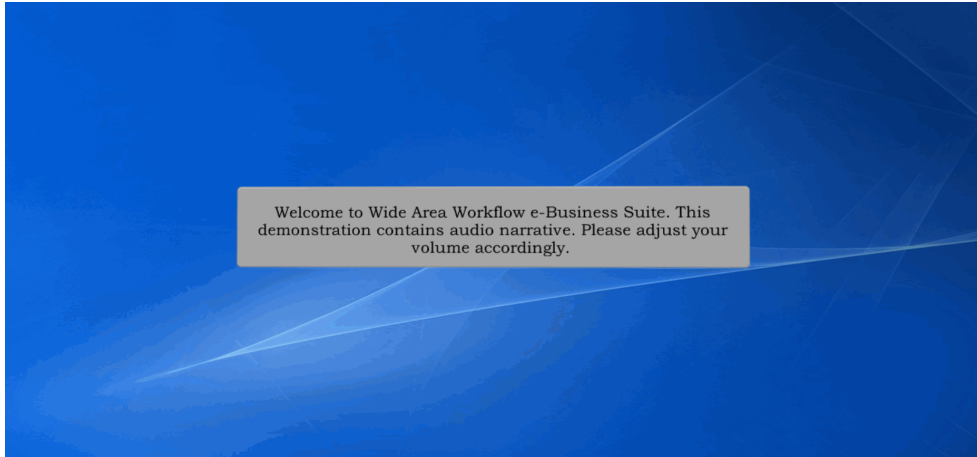 Welcome to Wide Area Workflow e-Business Suite. This
demonstration contains audio narrative. Please adjust your
volume accordingly.